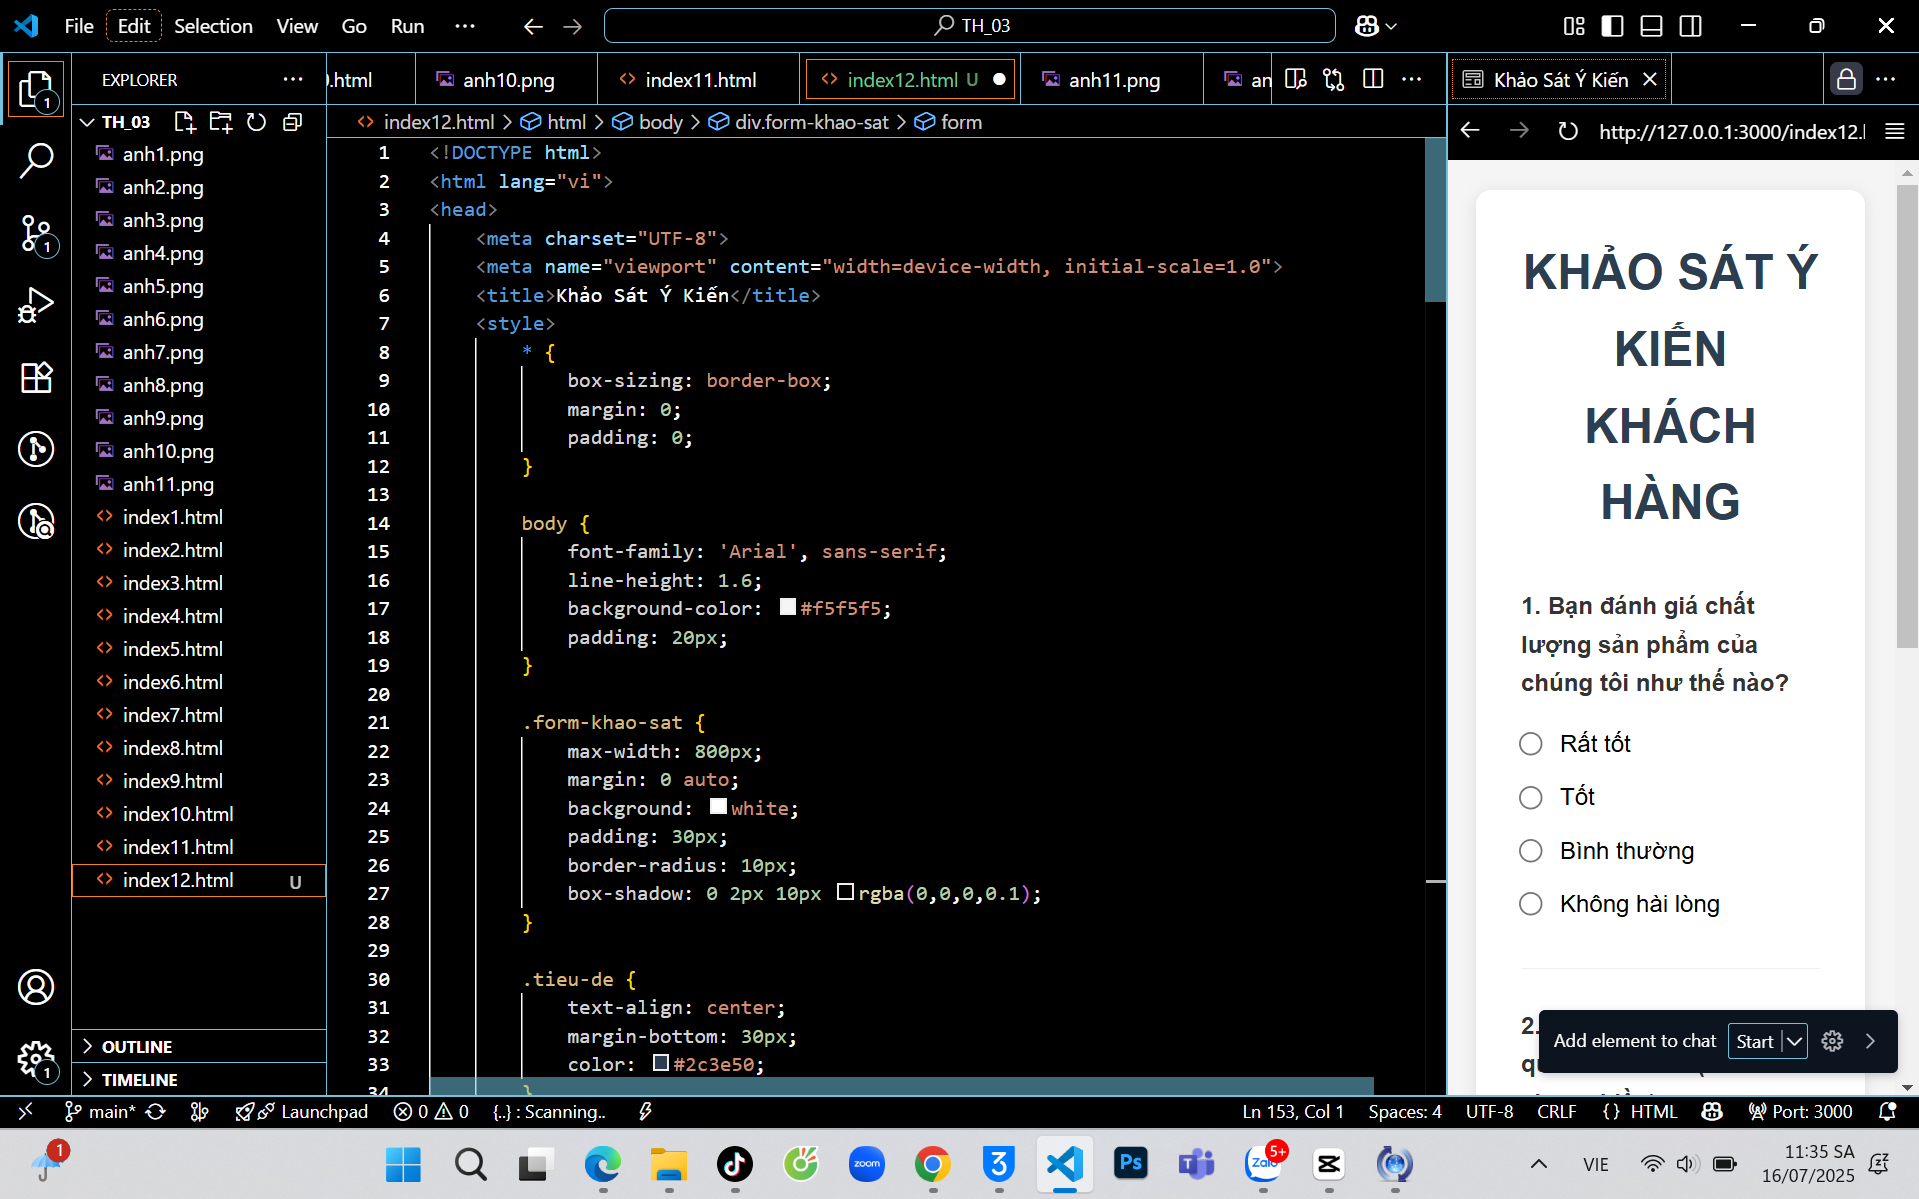 File Edit Selection View Go Run ··· TH_03
EXPLORER ···
.html anh10.png index11.html index12.html U anh11.png an
Khảo Sát Ý Kiến
TH_03
index12.html > html > body > div.form-khao-sat > form
http://127.0.0.1:3000/index12.l
anh1.png
anh2.png
anh3.png
anh4.png
anh5.png
anh6.png
anh7.png
anh8.png
anh9.png
anh10.png
anh11.png
index1.html
index2.html
index3.html
index4.html
index5.html
index6.html
index7.html
index8.html
index9.html
index10.html
index11.html
index12.html U
OUTLINE
TIMELINE
1 <!DOCTYPE html>
2 <html lang="vi">
3 <head>
4 <meta charset="UTF-8">
5 <meta name="viewport" content="width=device-width, initial-scale=1.0">
6 <title>Khảo Sát Ý Kiến</title>
7 <style>
8 * {
9 box-sizing: border-box;
10 margin: 0;
11 padding: 0;
12 }
13
14 body {
15 font-family: 'Arial', sans-serif;
16 line-height: 1.6;
17 background-color: #f5f5f5;
18 padding: 20px;
19 }
20
21 .form-khao-sat {
22 max-width: 800px;
23 margin: 0 auto;
24 background: white;
25 padding: 30px;
26 border-radius: 10px;
27 box-shadow: 0 2px 10px rgba(0,0,0,0.1);
28 }
29
30 .tieu-de {
31 text-align: center;
32 margin-bottom: 30px;
33 color: #2c3e50;
34 }
KHẢO SÁT Ý
KIẾN
KHÁCH
HÀNG
1. Bạn đánh giá chất
lượng sản phẩm của
chúng tôi như thế nào?
Rất tốt
Tốt
Bình thường
Không hài lòng
2.
Add element to chat Start
1
1
1
main* Launchpad 0 0 {..} : Scanning..
Ln 153, Col 1 Spaces: 4 UTF-8 CRLF {} HTML Port: 3000
1
zoom
3
Ps
Zalo
5+
VIE
11:35 SA
16/07/2025